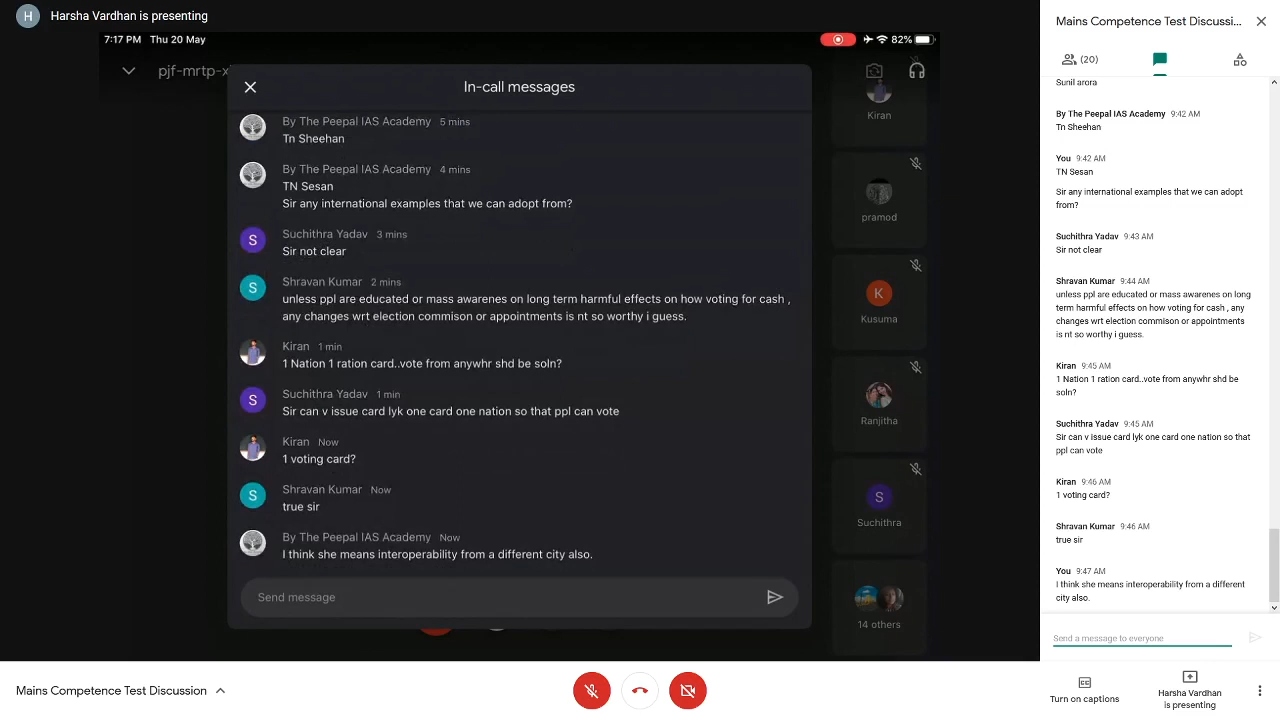 H
Harsha Vardhan is presenting
7:17 PM Thu 20 May
82%
pjf-mrtp-x
In-call messages
By The Peepal IAS Academy 5 mins
Tn Sheehan
By The Peepal IAS Academy 4 mins
TN Sesan
Sir any international examples that we can adopt from?
S
Suchithra Yadav 3 mins
Sir not clear
S
Shravan Kumar 2 mins
unless ppl are educated or mass awarenes on long term harmful effects on how voting for cash ,
any changes wrt election commison or appointments is nt so worthy i guess.
Kiran 1 min
1 Nation 1 ration card..vote from anywhr shd be soln?
S
Suchithra Yadav 1 min
Sir can v issue card lyk one card one nation so that ppl can vote
Kiran Now
1 voting card?
S
Shravan Kumar Now
true sir
By The Peepal IAS Academy Now
I think she means interoperability from a different city also.
Send message
Kiran
pramod
K
Kusuma
Ranjitha
S
Suchithra
14 others
Mains Competence Test Discussi...
(20)
Sunil arora
By The Peepal IAS Academy 9:42 AM
Tn Sheehan
You 9:42 AM
TN Sesan
Sir any international examples that we can adopt
from?
Suchithra Yadav 9:43 AM
Sir not clear
Shravan Kumar 9:44 AM
unless ppl are educated or mass awarenes on long
term harmful effects on how voting for cash , any
changes wrt election commison or appointments
is nt so worthy i guess.
Kiran 9:45 AM
1 Nation 1 ration card..vote from anywhr shd be
soln?
Suchithra Yadav 9:45 AM
Sir can v issue card lyk one card one nation so that
ppl can vote
Kiran 9:46 AM
1 voting card?
Shravan Kumar 9:46 AM
true sir
You 9:47 AM
I think she means interoperability from a different
city also.
Send a message to everyone
Mains Competence Test Discussion
Turn on captions
Harsha Vardhan
is presenting